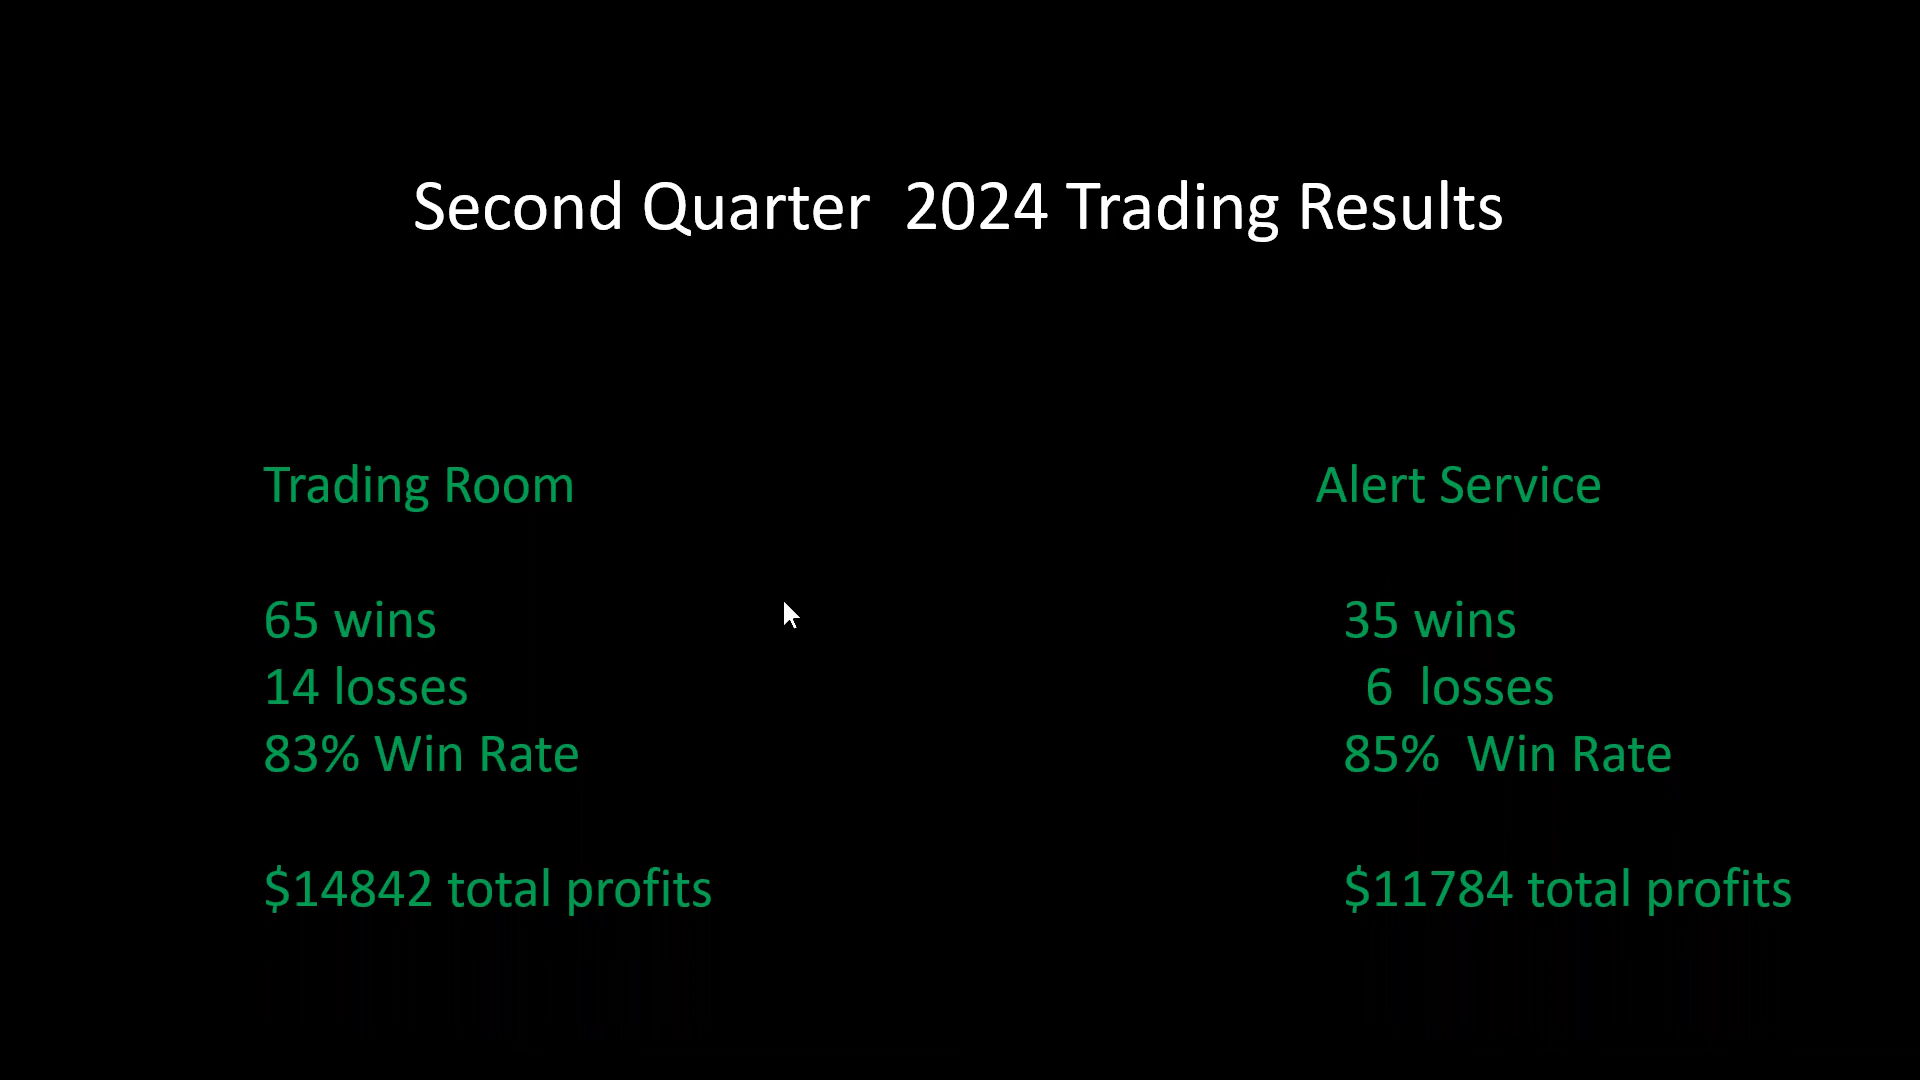 Second Quarter  2024 Trading Results
Trading Room
65 wins
14 losses
83% Win Rate
$14842 total profits
Alert Service
35 wins
6  losses
85%  Win Rate
$11784 total profits